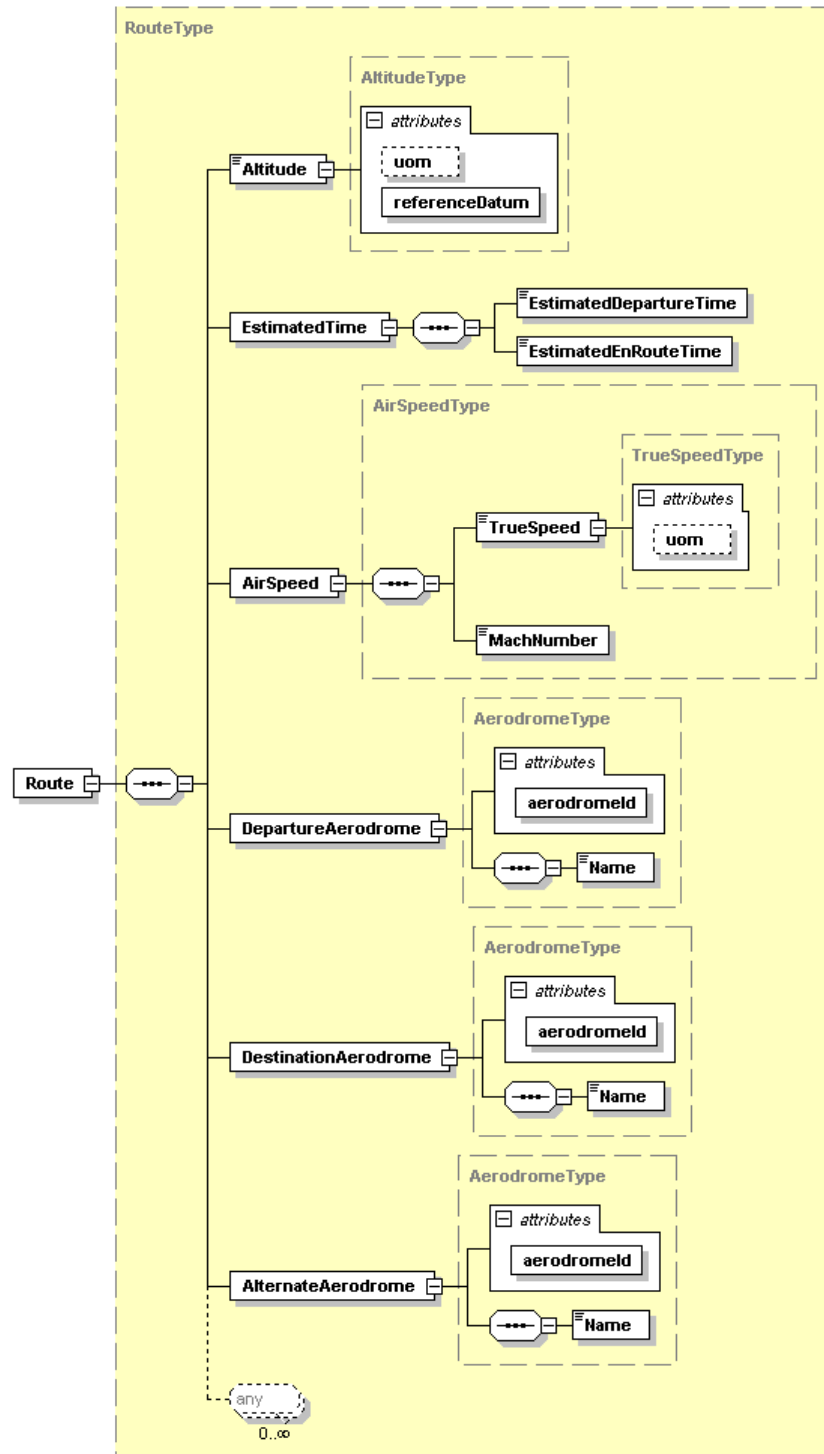 RouteType
AltitudeType
attributes
Altitude
uom
referenceDatum
EstimatedDepartureTime
EstimatedTime
EstimatedEnRouteTime
AirSpeedType
TrueSpeedType
attributes
TrueSpeed
uom
AirSpeed
MachNumber
AerodromeType
attributes
Route
aerodromeId
DepartureAerodrome
Name
AerodromeType
attributes
aerodromeId
DestinationAerodrome
Name
AerodromeType
attributes
aerodromeId
AlternateAerodrome
Name
any
0..∞